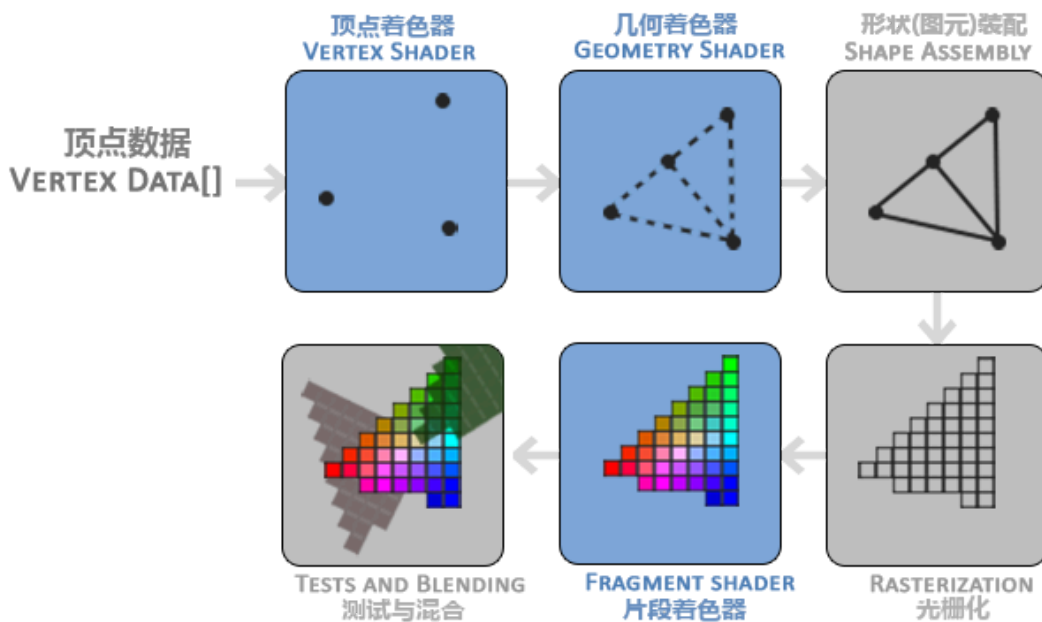 顶点着色器
VERTEX SHADER
几何着色器
GEOMETRY SHADER
形状(图元)装配
SHAPE ASSEMBLY
顶点数据
VERTEX DATA[]
TESTS AND BLENDING
测试与混合
FRAGMENT SHADER
片段着色器
RASTERIZATION
光栅化